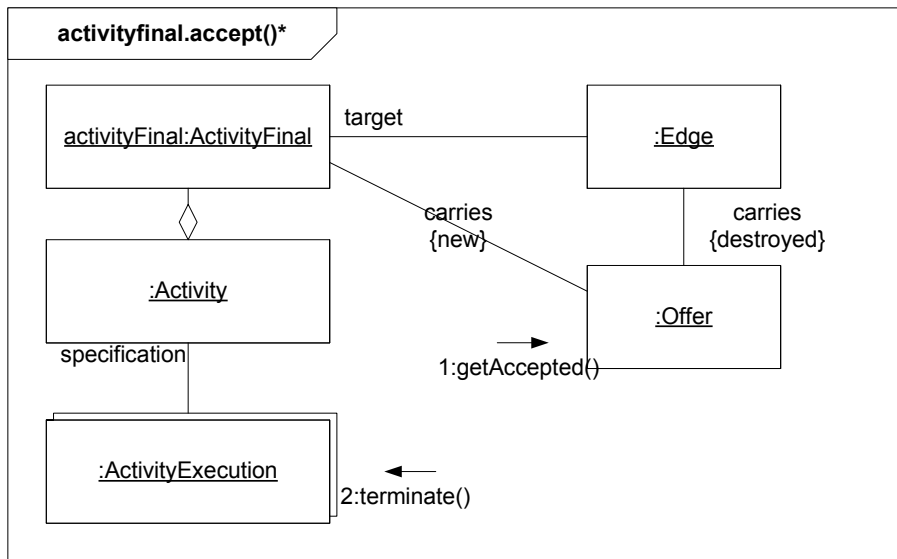 activityfinal.accept()*
activityFinal:ActivityFinal
target
:Edge
carries
{new}
carries
{destroyed}
:Activity
:Offer
specification
1:getAccepted()
:ActivityExecution
2:terminate()